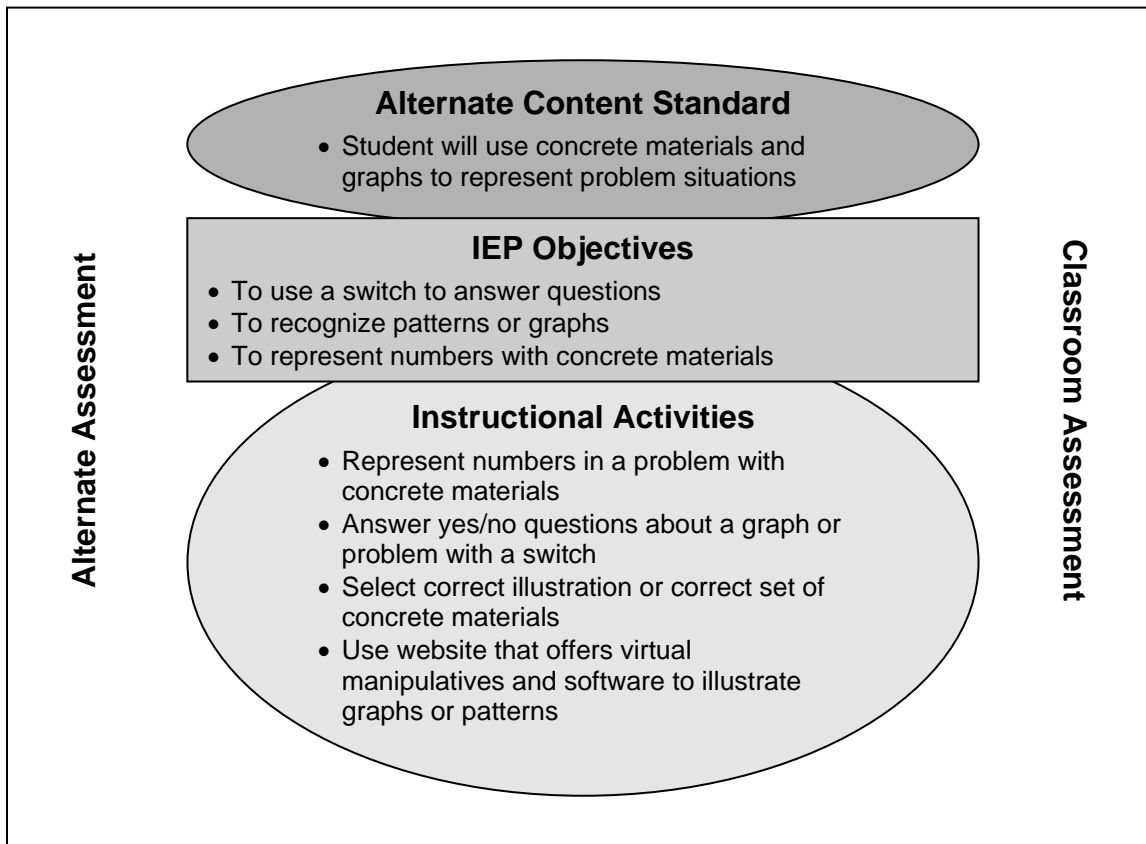 Alternate Content Standard
• Student will use concrete materials and
graphs to represent problem situations
IEP Objectives
• To use a switch to answer questions
• To recognize patterns or graphs
• To represent numbers with concrete materials
Instructional Activities
• Represent numbers in a problem with
concrete materials
• Answer yes/no questions about a graph or
problem with a switch
• Select correct illustration or correct set of
concrete materials
• Use website that offers virtual
manipulatives and software to illustrate
graphs or patterns
Alternate Assessment
Classroom Assessment